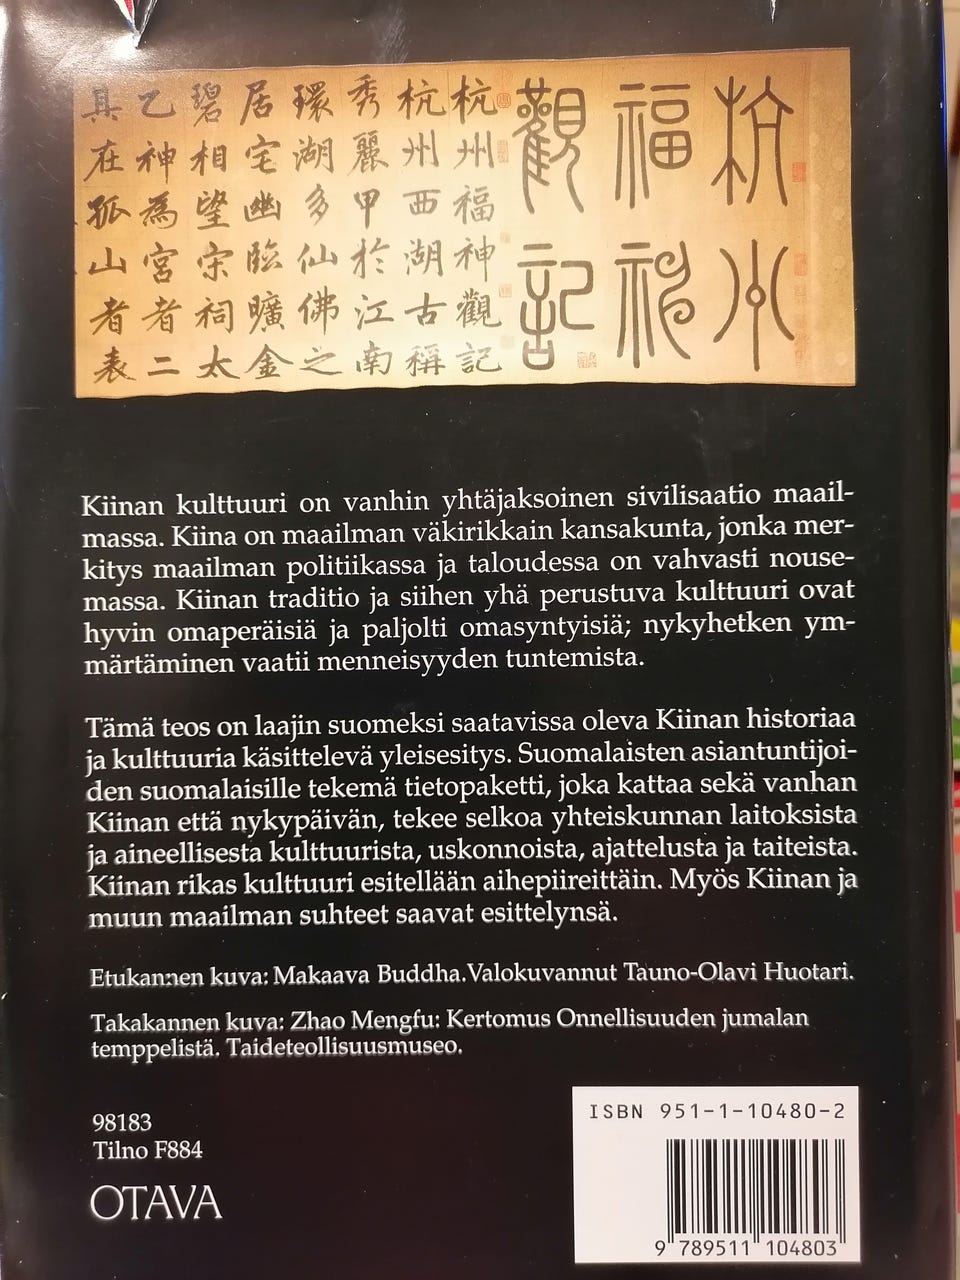 杭州
福神
觀記
杭州福神觀記
杭州西湖古稱
秀麗甲於江南
環湖多仙佛之
居宅幽臨曠金
碧相望宗祠太
乙神為宮者二
其在孤山者表
Kiinan kulttuuri on vanhin yhtäjaksoinen sivilisaatio maail-
massa. Kiina on maailman väkirikkain kansakunta, jonka mer-
kitys maailman politiikassa ja taloudessa on vahvasti nouse-
massa. Kiinan traditio ja siihen yhä perustuva kulttuuri ovat
hyvin omaperäisiä ja paljolti omasyntyisiä; nykyhetken ym-
märtäminen vaatii menneisyyden tuntemista.
Tämä teos on laajin suomeksi saatavissa oleva Kiinan historiaa
ja kulttuuria käsittelevä yleisesitys. Suomalaisten asiantuntijoi-
den suomalaisille tekemä tietopaketti, joka kattaa sekä vanhan
Kiinan että nykypäivän, tekee selkoa yhteiskunnan laitoksista
ja aineellisesta kulttuurista, uskonnoista, ajattelusta ja taiteista.
Kiinan rikas kulttuuri esitellään aihepiireittäin. Myös Kiinan ja
muun maailman suhteet saavat esittelynsä.
Etukannen kuva: Makaava Buddha.Valokuvannut Tauno-Olavi Huotari.
Takakannen kuva: Zhao Mengfu: Kertomus Onnellisuuden jumalan
temppelistä. Taideteollisuusmuseo.
98183
Tilno F884
OTAVA
ISBN 951-1-10480-2
9 789511 104803